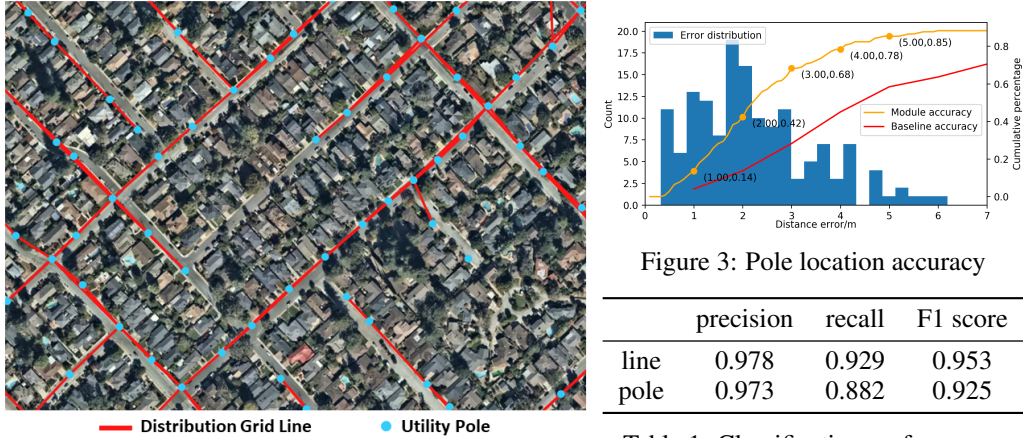 Distribution Grid Line
Utility Pole
Error distribution
20.0
17.5
15.0
12.5
10.0
7.5
5.0
2.5
0.0
Count
0 1 2 3 4 5 6 7
Distance error/m
0.8
0.6
0.4
0.2
0.0
Cumulative percentage
(1.00,0.14)
(2.00,0.42)
(3.00,0.68)
(4.00,0.78)
(5.00,0.85)
Module accuracy
Baseline accuracy
Figure 3: Pole location accuracy
precision recall F1 score
line 0.978 0.929 0.953
pole 0.973 0.882 0.925